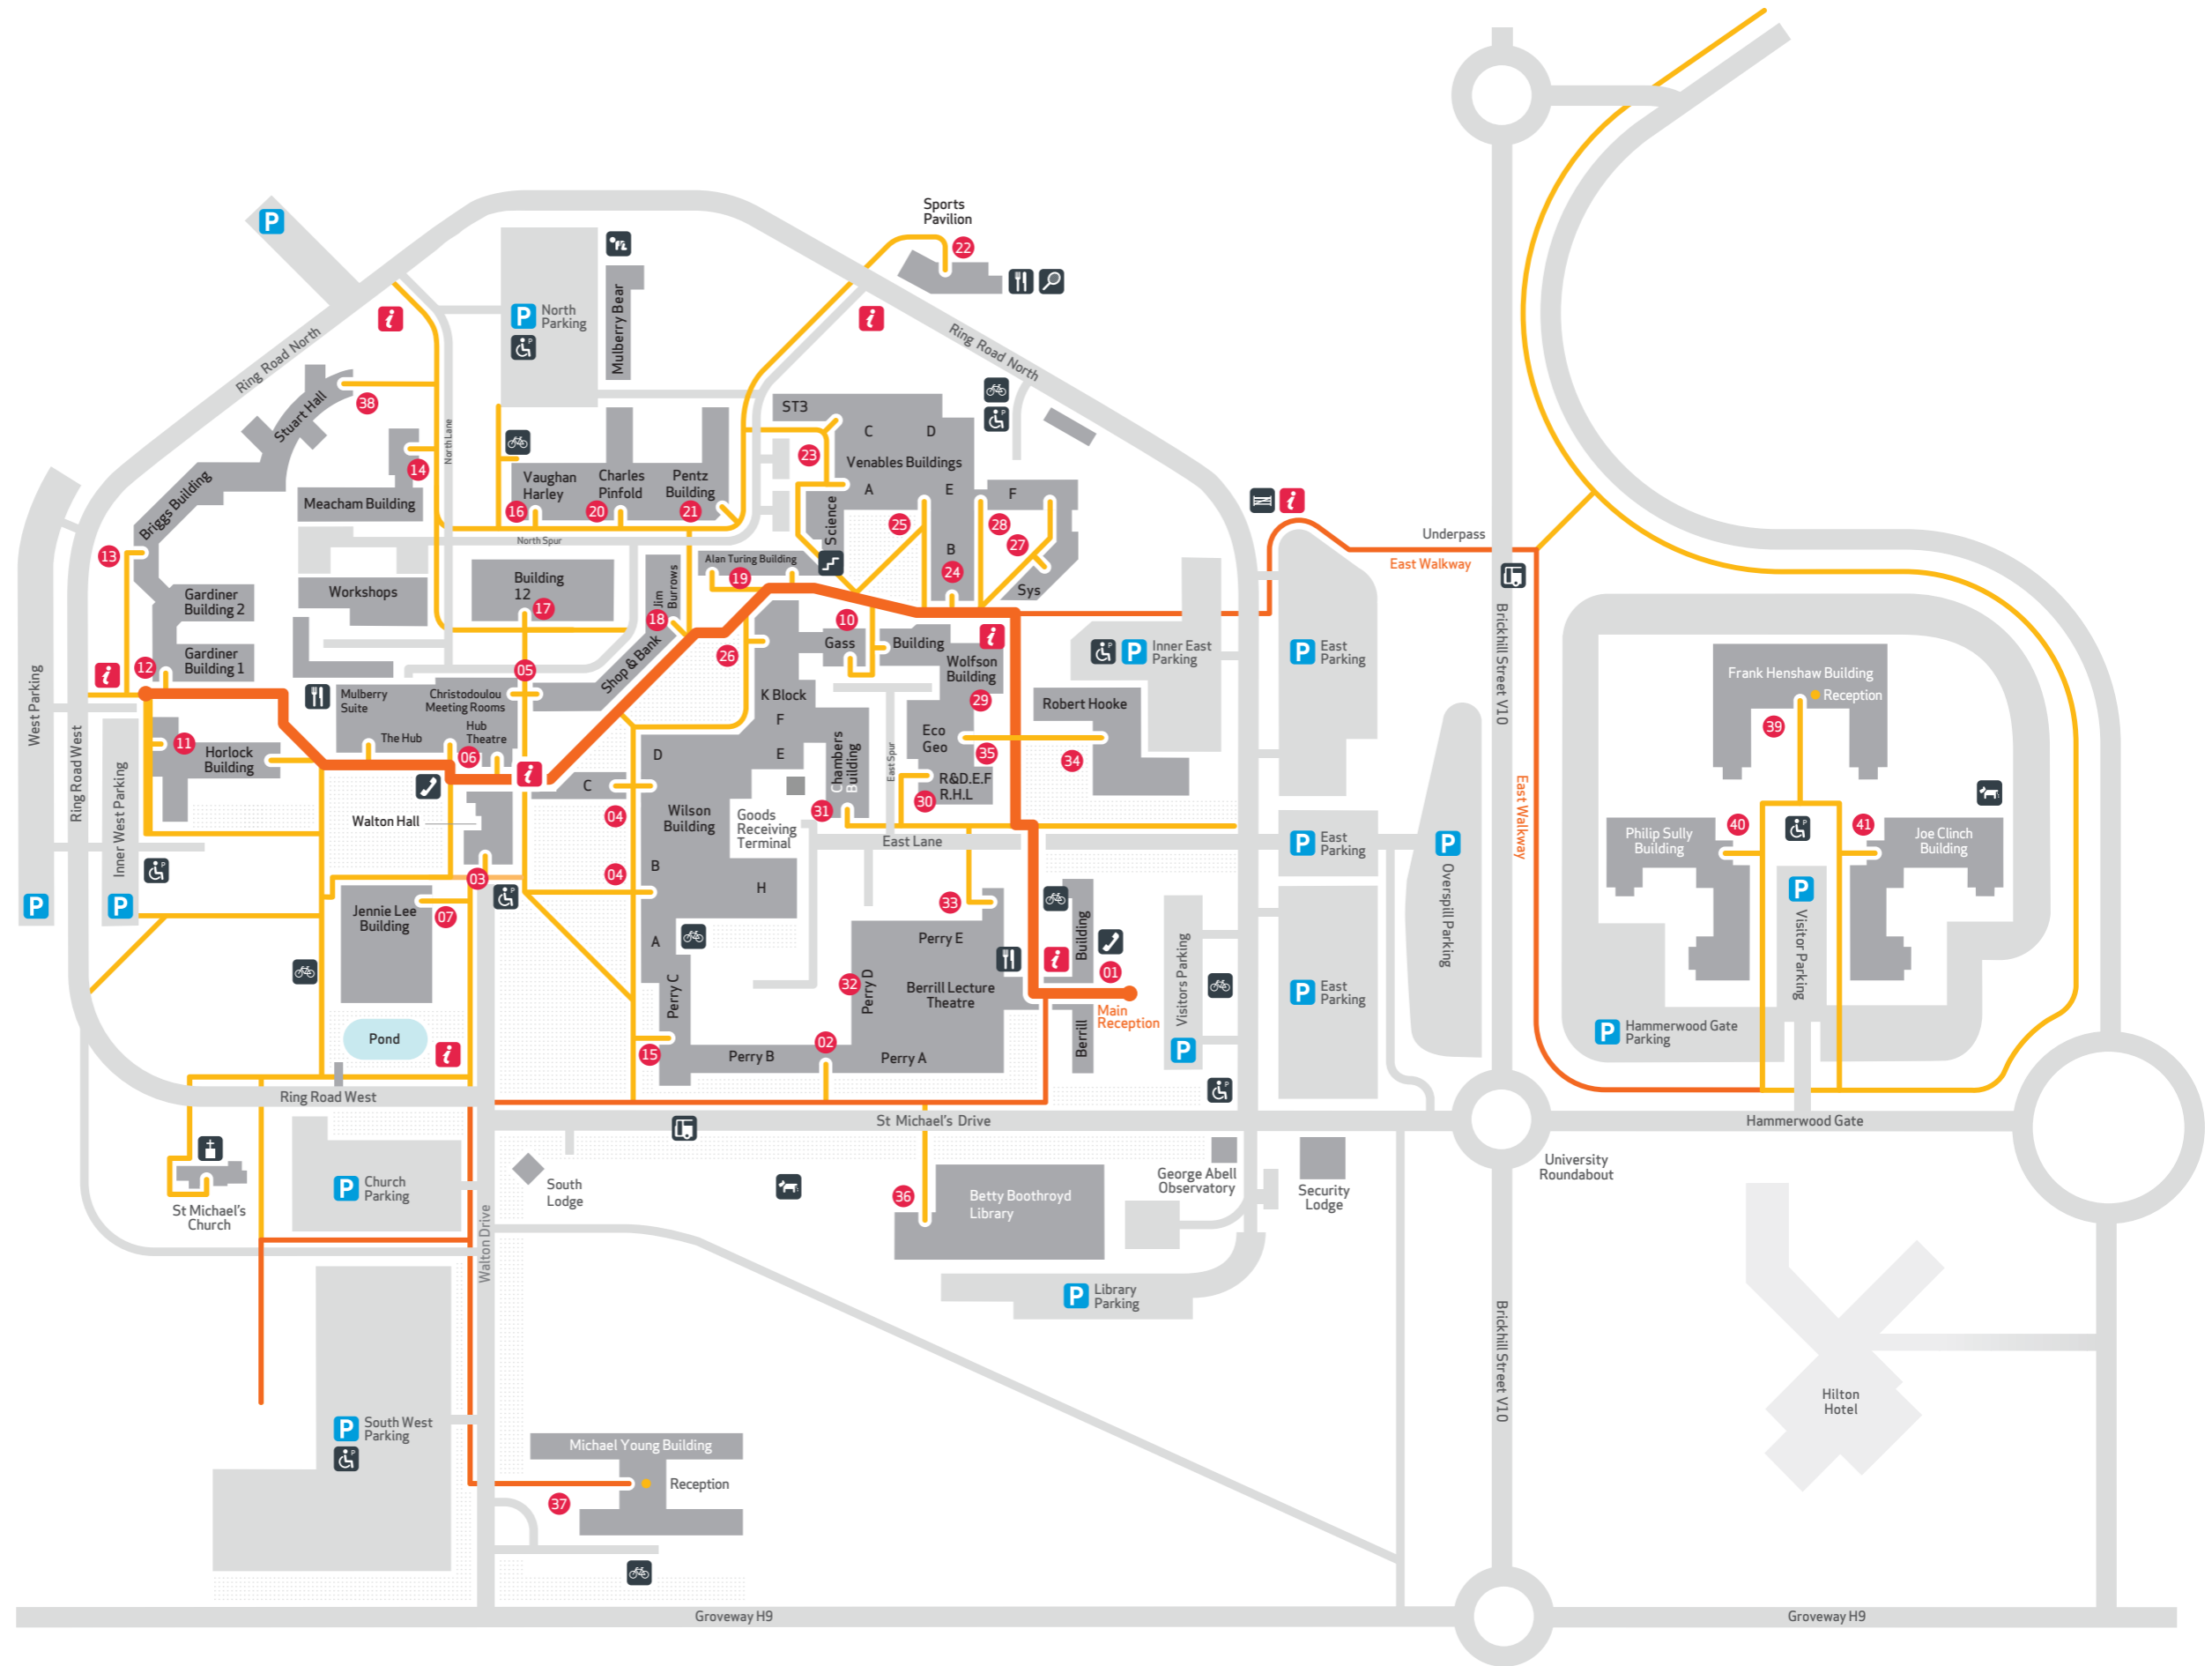 Sports
Pavilion
22
P
i
i
P
North
Parking
P
Mulberry Bear
Ring Road North
Ring Road North
38
Stuart Hall
North Lane
ST3
C
D
Venables Buildings
23
A
E
F
14
Vaughan
Harley
Charles
Pinfold
Pentz
Building
Meacham Building
Briggs Building
16
20
21
Science
25
28
27
P
i
Underpass
East Walkway
North Spur
13
Alan Turing Building
19
B
24
Sys
Building
12
17
Jim
Burrows
18
Workshops
Gardiner
Building 2
10
Gass
Building
i
Wolfson
Building
29
P
P
Inner East
Parking
P
East
Parking
Brickhill Street V10
Frank Henshaw Building
Reception
39
26
Gardiner
Building 1
12
i
05
Shop & Bank
West Parking
Mulberry
Suite
Christodoulou
Meeting Rooms
Hub
Theatre
The Hub
06
K Block
F
E
D
Robert Hooke
Eco
Geo
35
34
11
Horlock
Building
Ring Road West
Inner West Parking
i
C
Chambers
Building
East Spur
R&D.E.F
R.H.L
30
31
East Walkway
04
Wilson
Building
Goods
Receiving
Terminal
Walton Hall
East Lane
P
East
Parking
P
Overspill Parking
Philip Sully
Building
40
P
41
Joe Clinch
Building
P
P
P
P
03
P
04
B
H
33
P
Visitor Parking
Jennie Lee
Building
07
A
Perry C
Perry E
Perry D
32
Berrill Lecture
Theatre
i
Building
01
Main
Reception
Berrill
Visitors Parking
P
P
East
Parking
Pond
i
15
Perry B
02
Perry A
P
P
Hammerwood Gate
Parking
Ring Road West
St Michael's Drive
Hammerwood Gate
University
Roundabout
P
Church
Parking
St Michael's
Church
South
Lodge
36
Betty Boothroyd
Library
George Abell
Observatory
Security
Lodge
Walton Drive
P
Library
Parking
Brickhill Street V10
Hilton
Hotel
P
South West
Parking
P
Michael Young Building
Reception
37
Groveway H9
Groveway H9